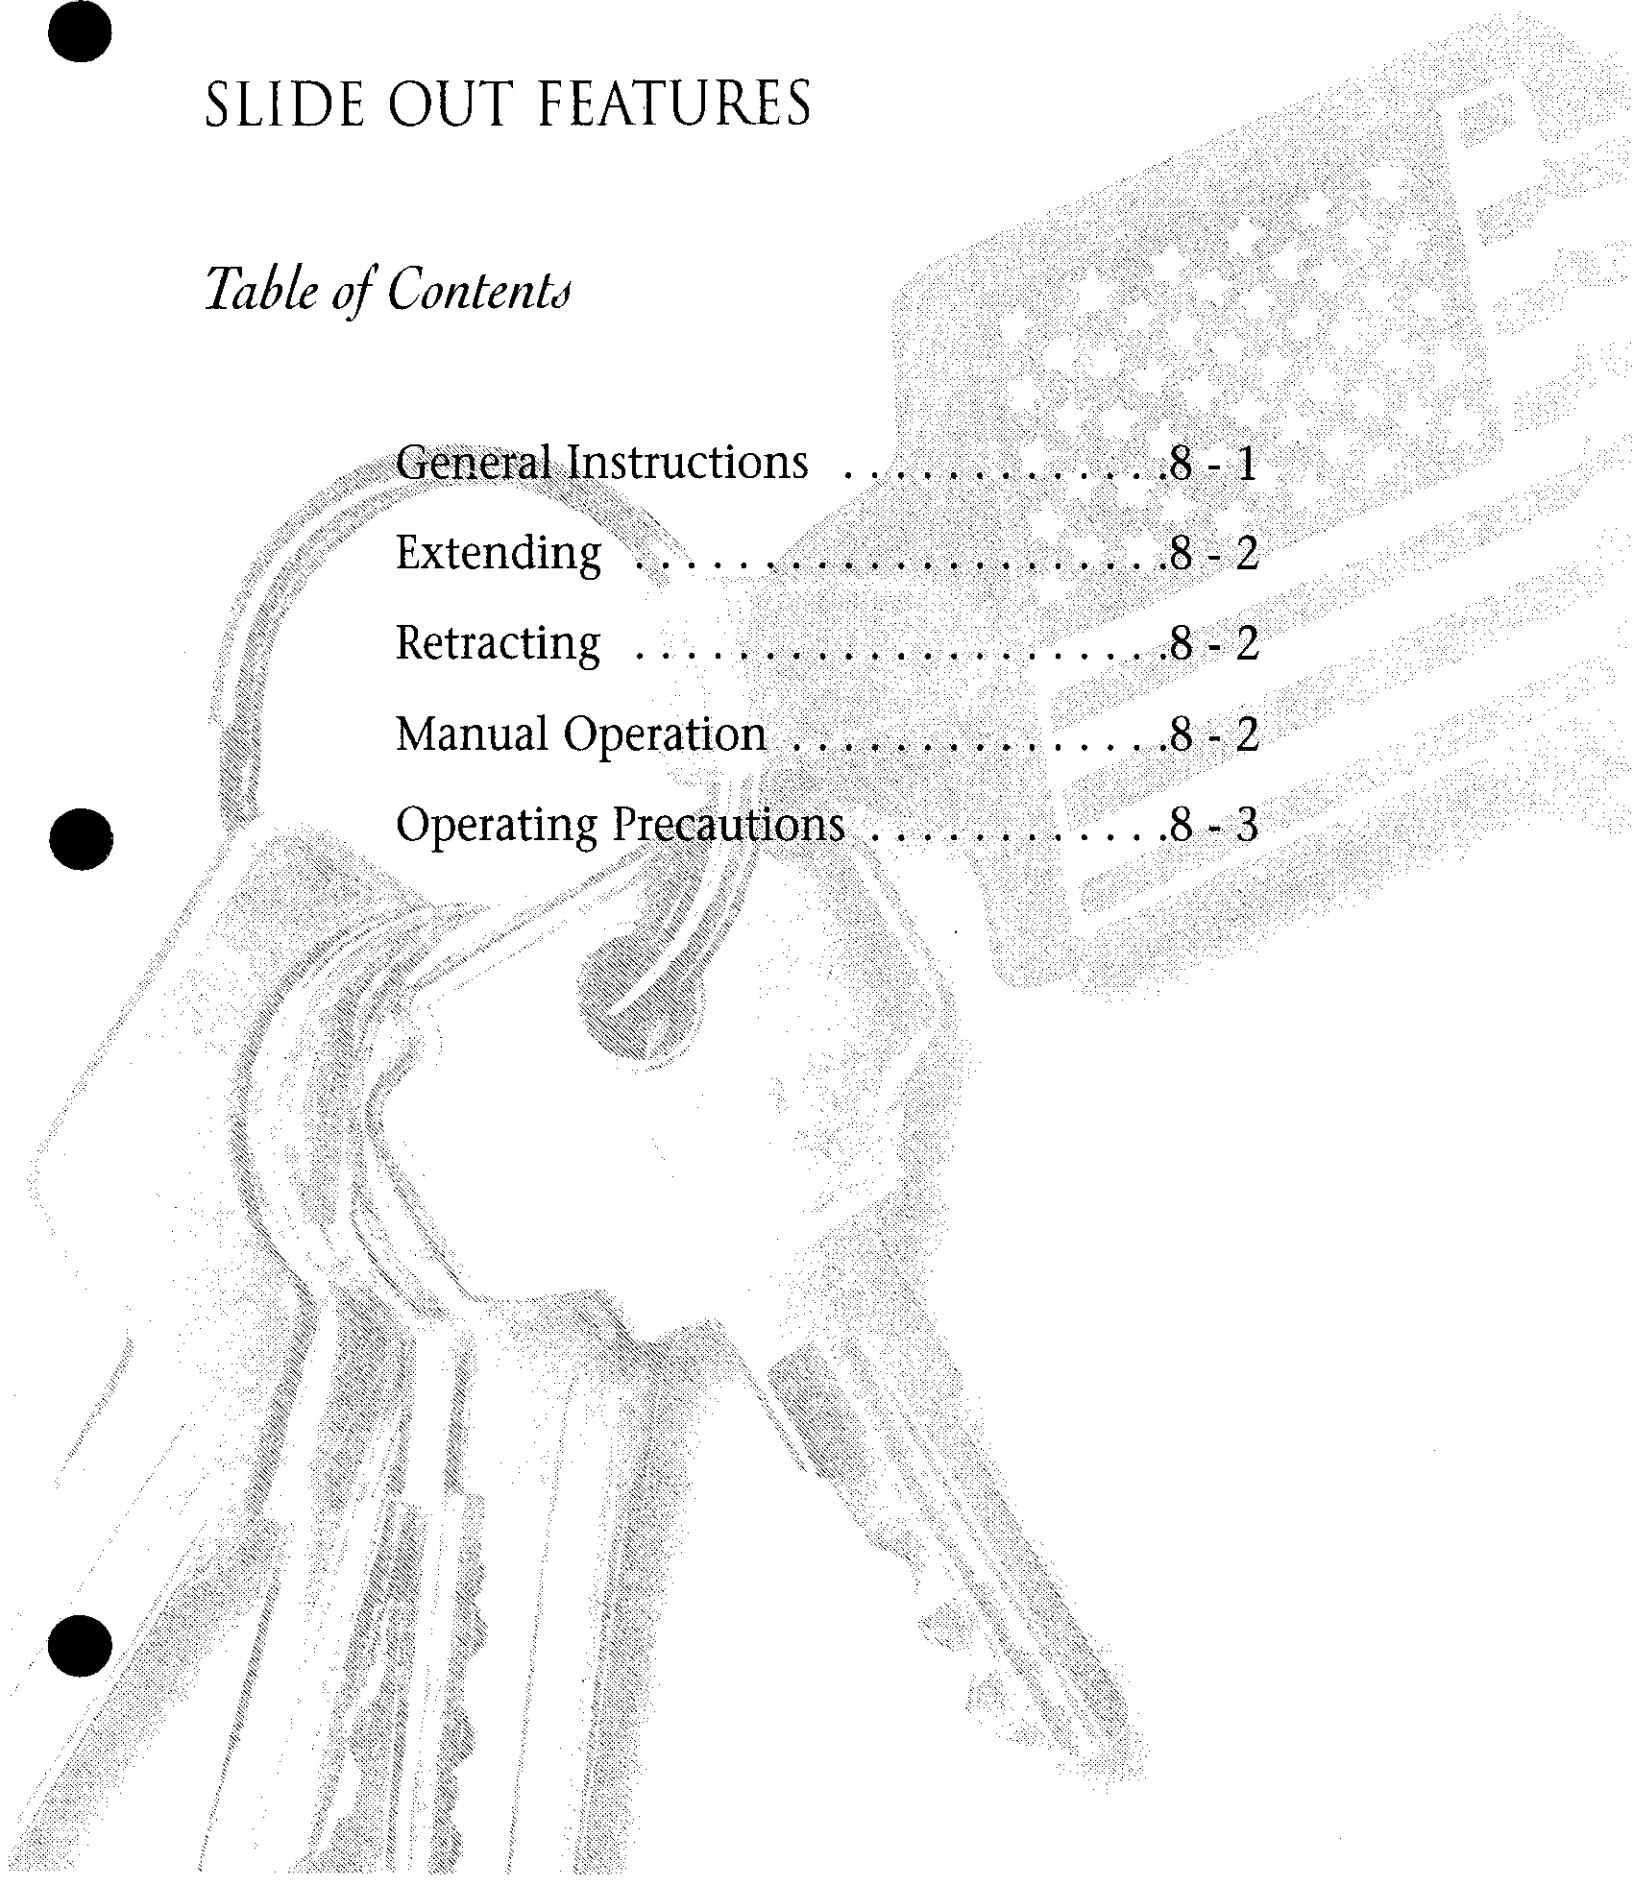 SLIDE OUT FEATURES
Table of Contents
General Instructions . . . . . . . . . . . . .8 - 1
Extending . . . . . . . . . . . . . . . . . . . . .8 - 2
Retracting . . . . . . . . . . . . . . . . . . . . .8 - 2
Manual Operation . . . . . . . . . . . . . . .8 - 2
Operating Precautions . . . . . . . . . . . .8 - 3